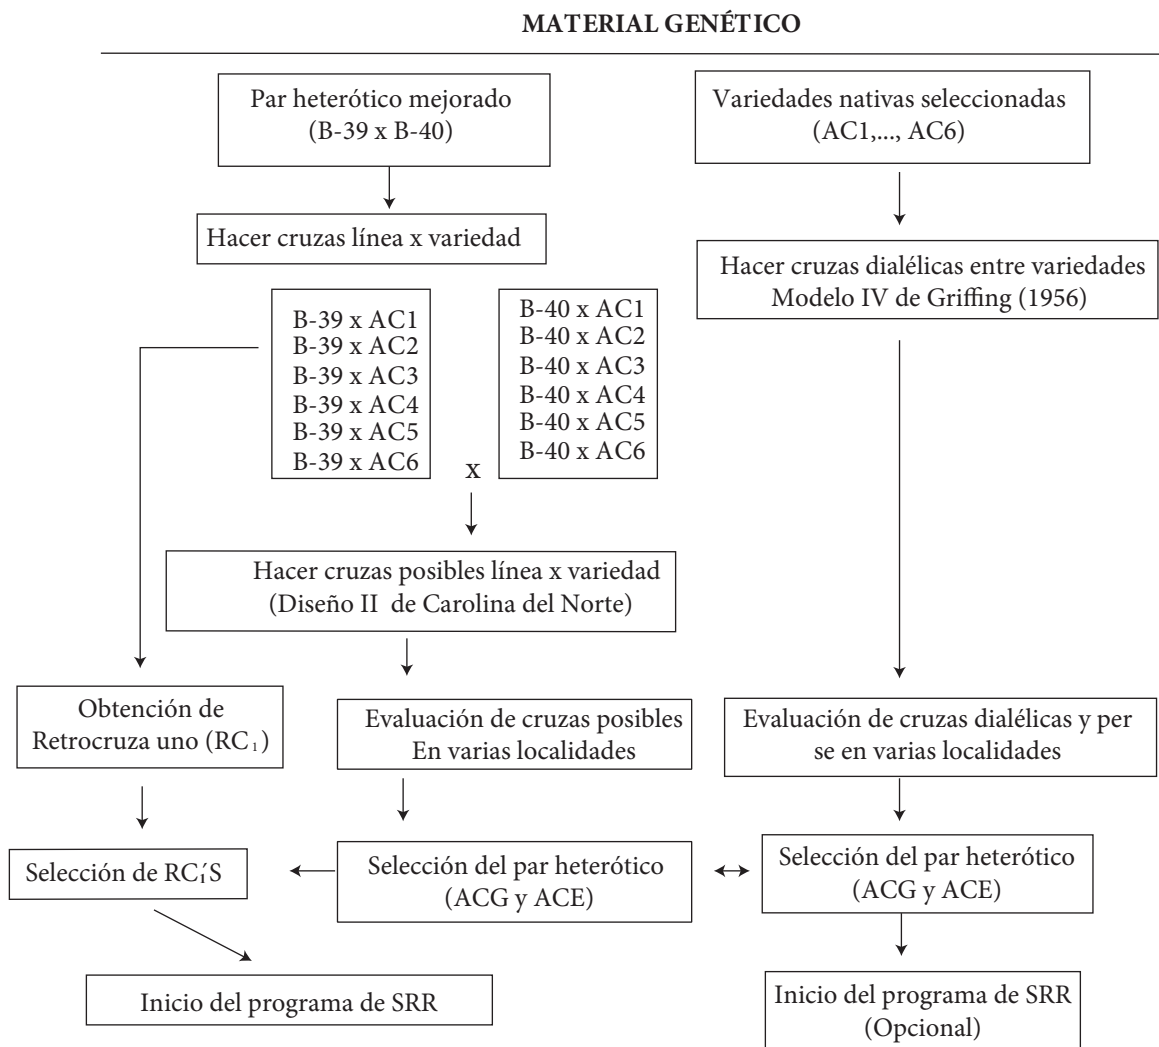 MATERIAL GENÉTICO
Par heterótico mejorado
(B-39 x B-40)
Variedades nativas seleccionadas
(AC1,..., AC6)
Hacer cruzas línea x variedad
Hacer cruzas dialélicas entre variedades
Modelo IV de Griffing (1956)
B-39 x AC1
B-39 x AC2
B-39 x AC3
B-39 x AC4
B-39 x AC5
B-39 x AC6
x
B-40 x AC1
B-40 x AC2
B-40 x AC3
B-40 x AC4
B-40 x AC5
B-40 x AC6
Hacer cruzas posibles línea x variedad
(Diseño II de Carolina del Norte)
Obtención de
Retrocruza uno (RC₁)
Evaluación de cruzas posibles
En varias localidades
Evaluación de cruzas dialélicas y per
se en varias localidades
Selección de RC₁´S
Selección del par heterótico
(ACG y ACE)
Selección del par heterótico
(ACG y ACE)
Inicio del programa de SRR
Inicio del programa de SRR
(Opcional)